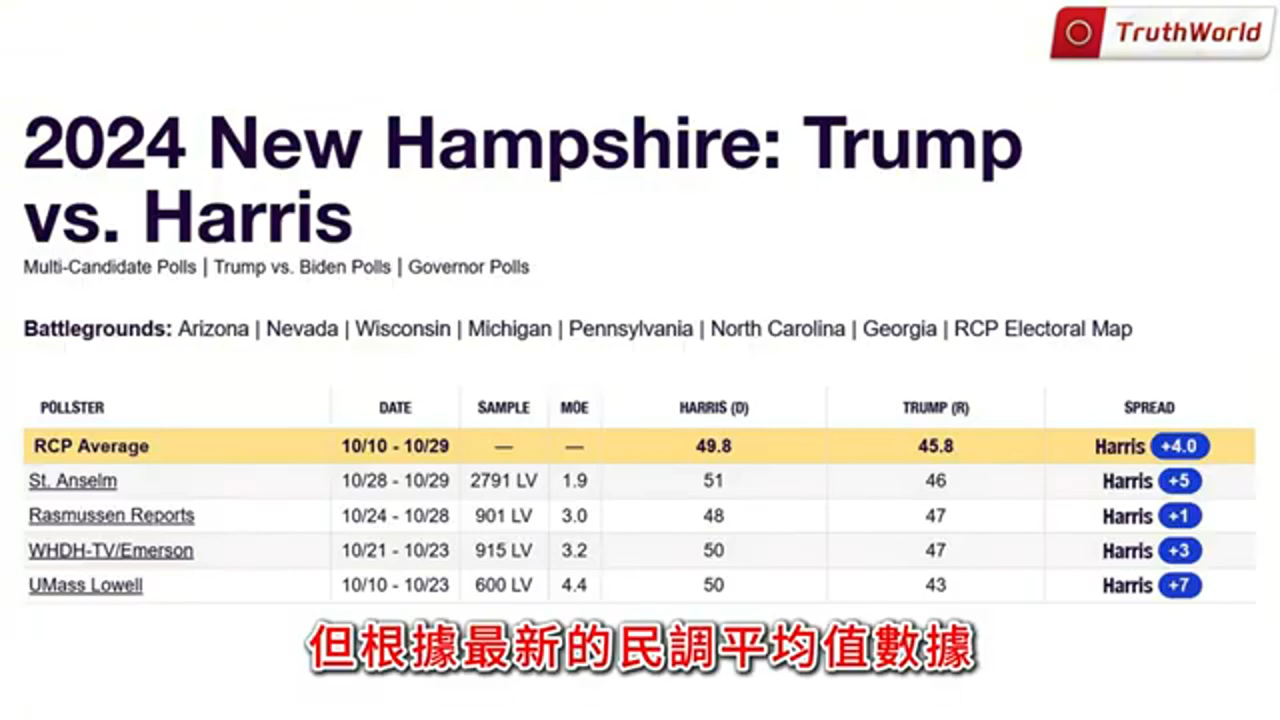 TruthWorld
2024 New Hampshire: Trump
vs. Harris
Multi-Candidate Polls | Trump vs. Biden Polls | Governor Polls
Battlegrounds: Arizona | Nevada | Wisconsin | Michigan | Pennsylvania | North Carolina | Georgia | RCP Electoral Map
POLLSTER DATE SAMPLE MOE HARRIS (D) TRUMP (R) SPREAD
RCP Average 10/10 - 10/29 — — 49.8 45.8 Harris +4.0
St. Anselm 10/28 - 10/29 2791 LV 1.9 51 46 Harris +5
Rasmussen Reports 10/24 - 10/28 901 LV 3.0 48 47 Harris +1
WHDH-TV/Emerson 10/21 - 10/23 915 LV 3.2 50 47 Harris +3
UMass Lowell 10/10 - 10/23 600 LV 4.4 50 43 Harris +7
但根據最新的民調平均值數據